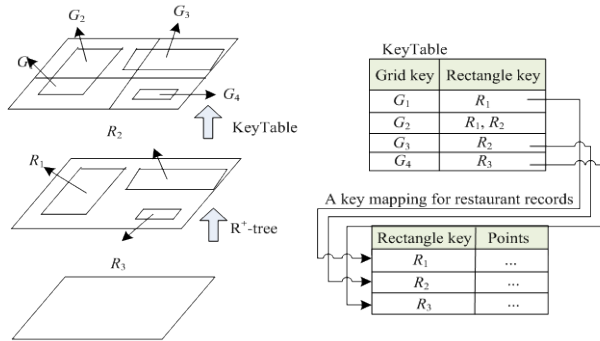 G2
G3
G
G4
R2
KeyTable
R1
R+-tree
R3
KeyTable
Grid key Rectangle key
G1 R1
G2 R1, R2
G3 R2
G4 R3
A key mapping for restaurant records
Rectangle key Points
R1 ...
R2 ...
R3 ...